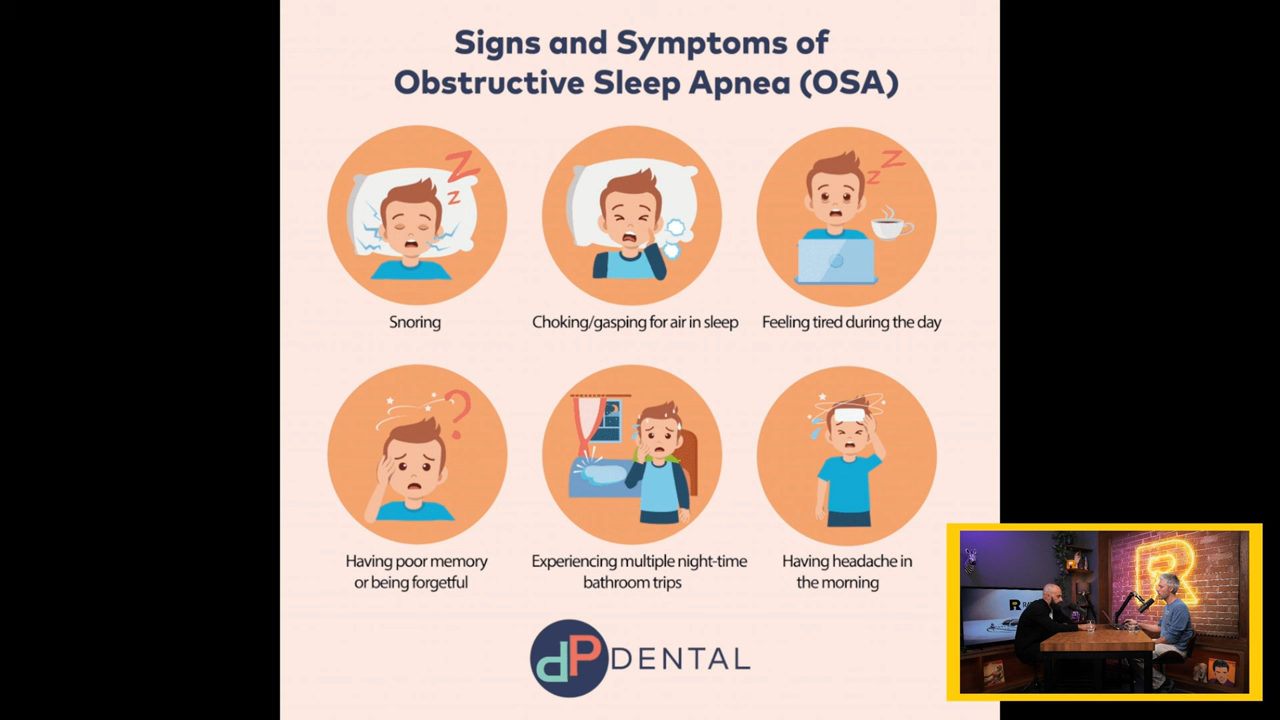 Signs and Symptoms of
Obstructive Sleep Apnea (OSA)
Z
z
Z
z
Snoring
Choking/gasping for air in sleep
Feeling tired during the day
?
Having poor memory
or being forgetful
Experiencing multiple night-time
bathroom trips
Having headache in
the morning
dP DENTAL
R
R